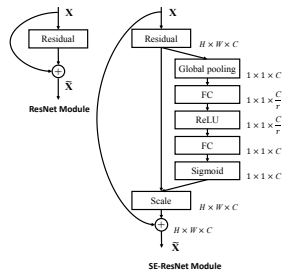 X
Residual
+
X̃
ResNet Module
X
Residual
H × W × C
Global pooling
1 × 1 × C
FC
1 × 1 × C/r
ReLU
1 × 1 × C/r
FC
1 × 1 × C
Sigmoid
1 × 1 × C
Scale
H × W × C
+
H × W × C
X̃
SE-ResNet Module